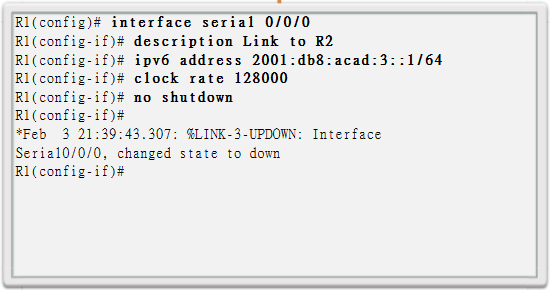 R1(config)# interface serial 0/0/0
R1(config-if)# description Link to R2
R1(config-if)# ipv6 address 2001:db8:acad:3::1/64
R1(config-if)# clock rate 128000
R1(config-if)# no shutdown
R1(config-if)#
*Feb  3 21:39:43.307: %LINK-3-UPDOWN: Interface
Serial0/0/0, changed state to down
R1(config-if)#